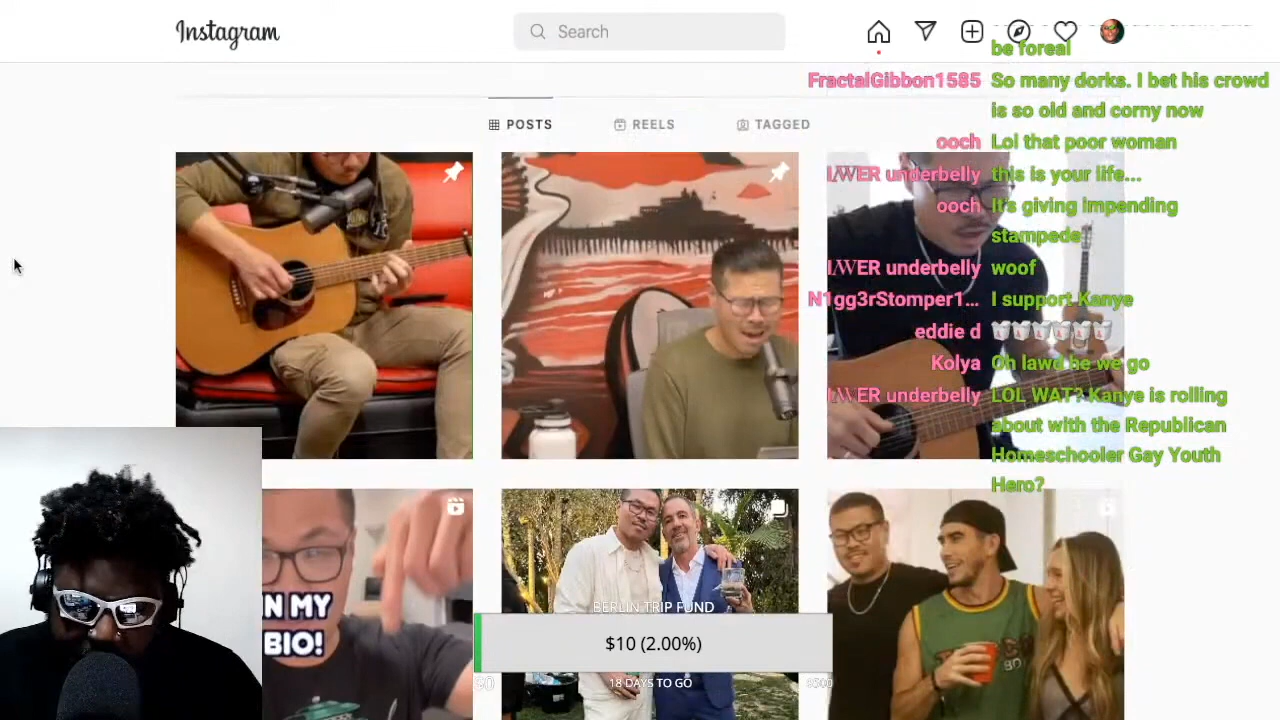 Instagram
Search
be foreal
FractalGibbon1585 So many dorks. I bet his crowd
is so old and corny now
ooch Lol that poor woman
underbelly this is your life...
ooch It's giving impending
stampede
underbelly woof
N1gg3rStomper1... I support Kanye
eddie d
Kolya Oh lawd he we go
underbelly LOL WAT? Kanye is rolling
about with the Republican
Homeschooler Gay Youth
Hero?
POSTS
REELS
TAGGED
N MY
BIO!
BERLIN TRIP FUND
$10 (2.00%)
$0
18 DAYS TO GO
$500